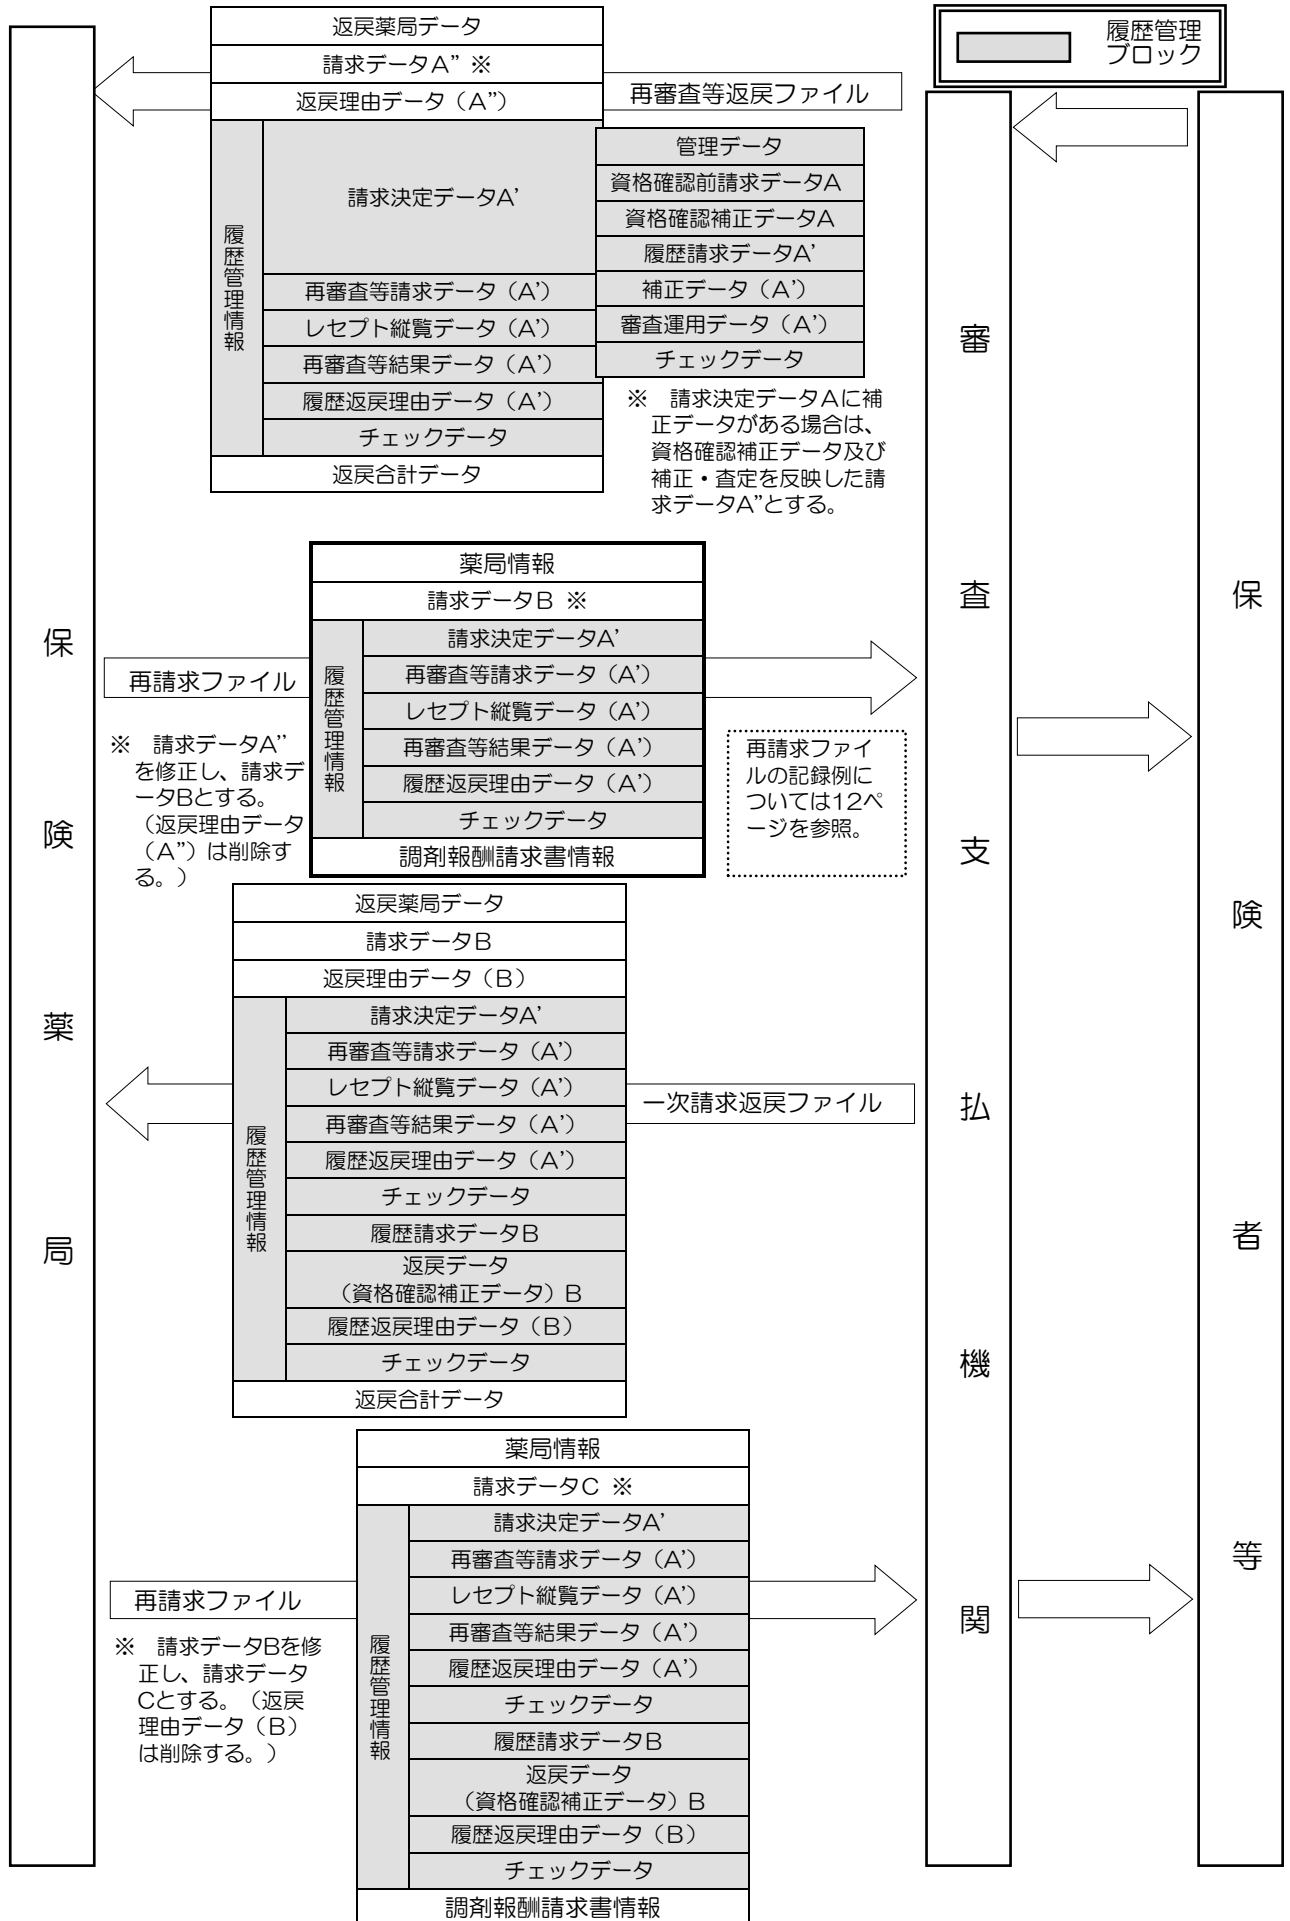 履歴管理
ブロック
返戻薬局データ
請求データA” ※
返戻理由データ（A”）
履歴管理情報
請求決定データA’
再審査等請求データ（A’）
レセプト縦覧データ（A’）
再審査等結果データ（A’）
履歴返戻理由データ（A’）
チェックデータ
返戻合計データ
再審査等返戻ファイル
管理データ
資格確認前請求データA
資格確認補正データA
履歴請求データA’
補正データ（A’）
審査運用データ（A’）
チェックデータ
※　請求決定データAに補
正データがある場合は、
資格確認補正データ及び
補正・査定を反映した請
求データA”とする。
保険薬局
審査支払機関
保険者等
薬局情報
請求データB ※
履歴管理情報
請求決定データA’
再審査等請求データ（A’）
レセプト縦覧データ（A’）
再審査等結果データ（A’）
履歴返戻理由データ（A’）
チェックデータ
調剤報酬請求書情報
再請求ファイル
※　請求データA”
を修正し、請求デ
ータBとする。
（返戻理由データ
（A”）は削除す
る。）
再請求ファイ
ルの記録例に
ついては12ペ
ージを参照。
返戻薬局データ
請求データB
返戻理由データ（B）
履歴管理情報
請求決定データA’
再審査等請求データ（A’）
レセプト縦覧データ（A’）
再審査等結果データ（A’）
履歴返戻理由データ（A’）
チェックデータ
履歴請求データB
返戻データ
（資格確認補正データ）B
履歴返戻理由データ（B）
チェックデータ
返戻合計データ
一次請求返戻ファイル
薬局情報
請求データC ※
履歴管理情報
請求決定データA’
再審査等請求データ（A’）
レセプト縦覧データ（A’）
再審査等結果データ（A’）
履歴返戻理由データ（A’）
チェックデータ
履歴請求データB
返戻データ
（資格確認補正データ）B
履歴返戻理由データ（B）
チェックデータ
調剤報酬請求書情報
再請求ファイル
※　請求データBを修
正し、請求データ
Cとする。（返戻
理由データ（B）
は削除する。）